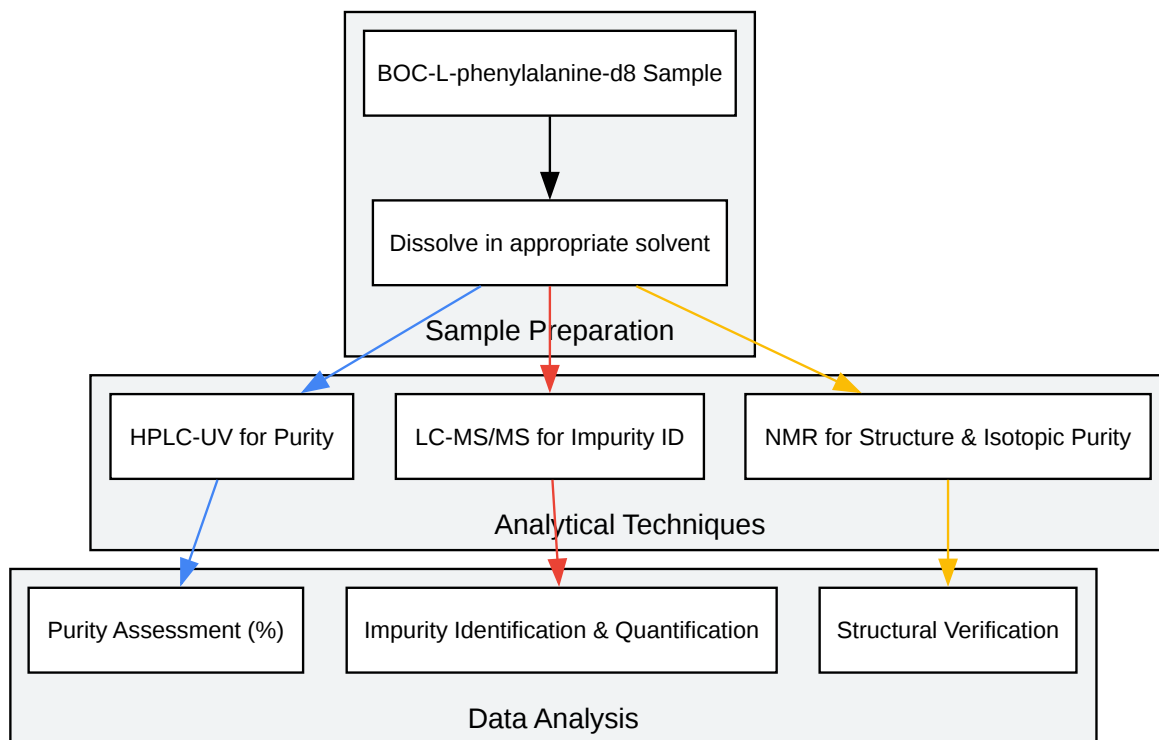 BOC-L-phenylalanine-d8 Sample
Dissolve in appropriate solvent
Sample Preparation
HPLC-UV for Purity
LC-MS/MS for Impurity ID
NMR for Structure & Isotopic Purity
Analytical Techniques
Purity Assessment (%)
Impurity Identification & Quantification
Structural Verification
Data Analysis